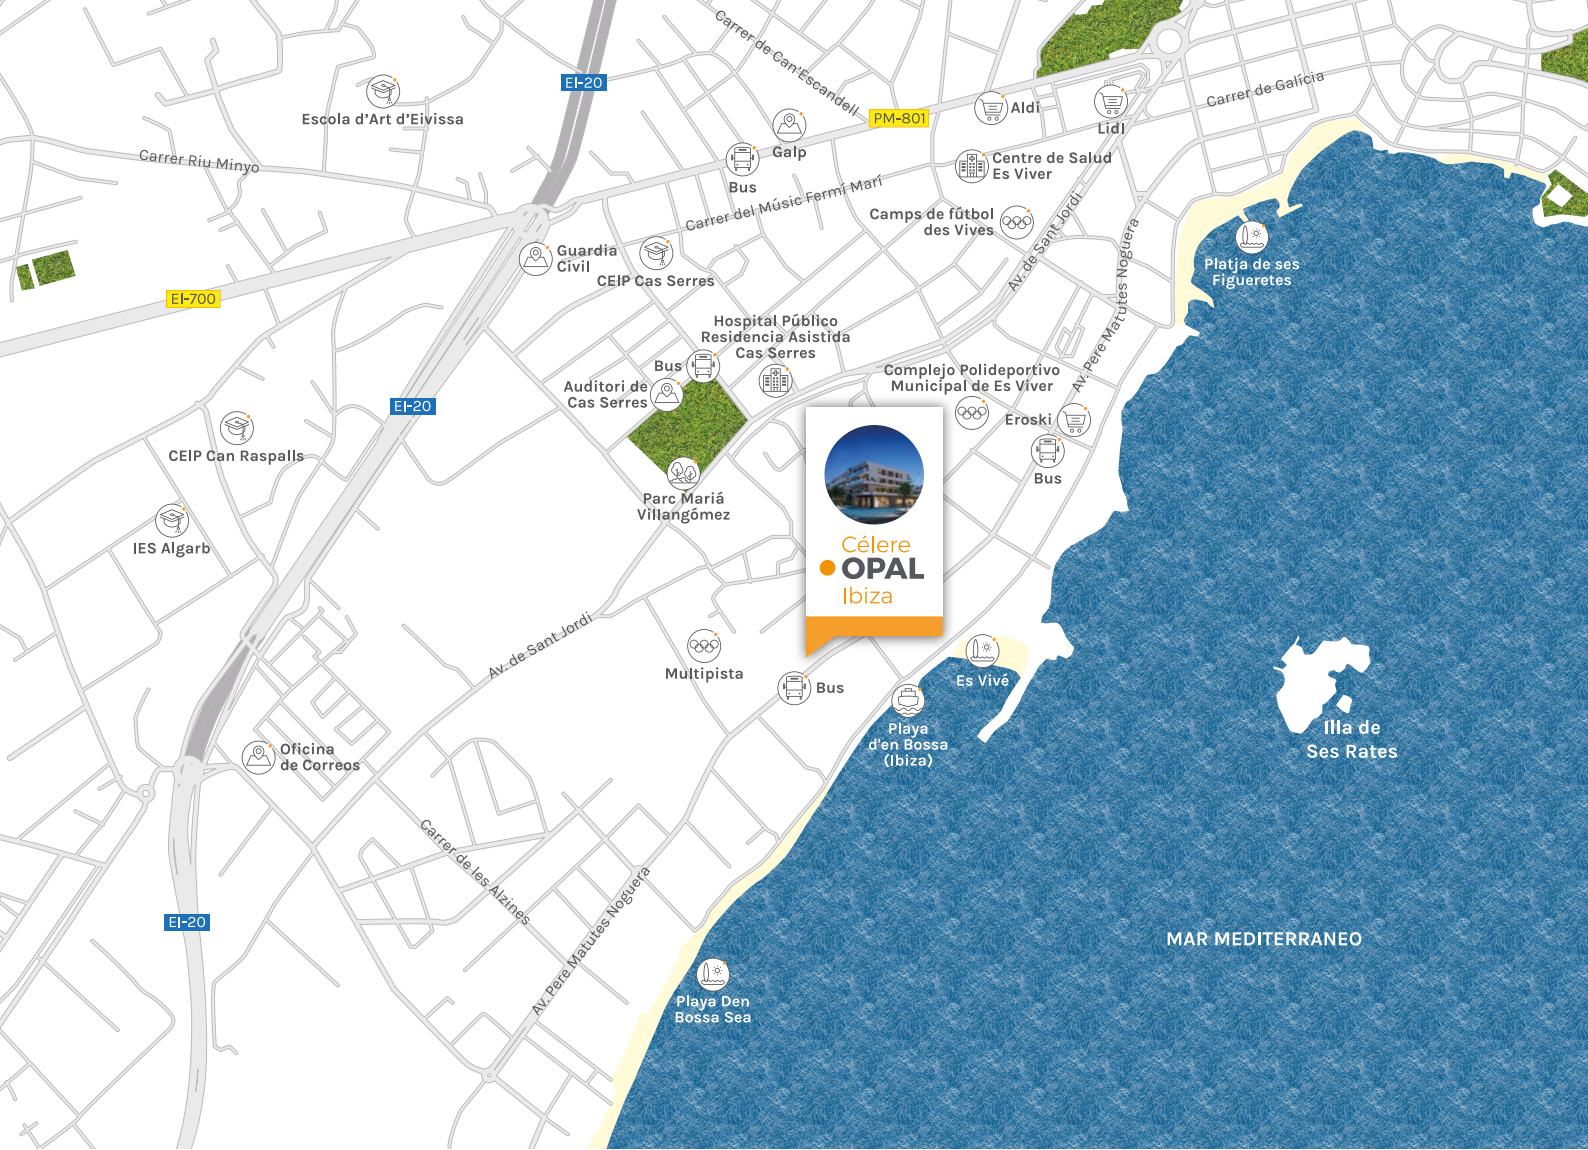 Carrer de Can'Escandell
EI-20
Escola d'Art d'Eivissa
Carrer de Galícia
Aldi
PM-801
Lidl
Galp
Carrer Riu Minyo
Bus
Centre de Salud
Es Viver
Carrer del Músic Fermí Marí
Camps de fútbol
des Vives
Av. de Sant Jordi
Av. Pere Matutes Noguera
Guardia
Civil
CEIP Cas Serres
Platja de ses
Figueretes
EI-700
Hospital Público
Residencia Asistida
Cas Serres
Bus
Auditori de
Cas Serres
Complejo Polideportivo
Municipal de Es Viver
Eroski
EI-20
CEIP Can Raspalls
Bus
Parc Mariá
Villangómez
IES Algarb
Célere
OPAL
Ibiza
Av. de Sant Jordi
Multipista
Bus
Es Vivé
Playa
d'en Bossa
(Ibiza)
Illa de
Ses Rates
Oficina
de Correos
Carrer de les Alzines
EI-20
Av. Pere Matutes Noguera
MAR MEDITERRANEO
Playa Den
Bossa Sea